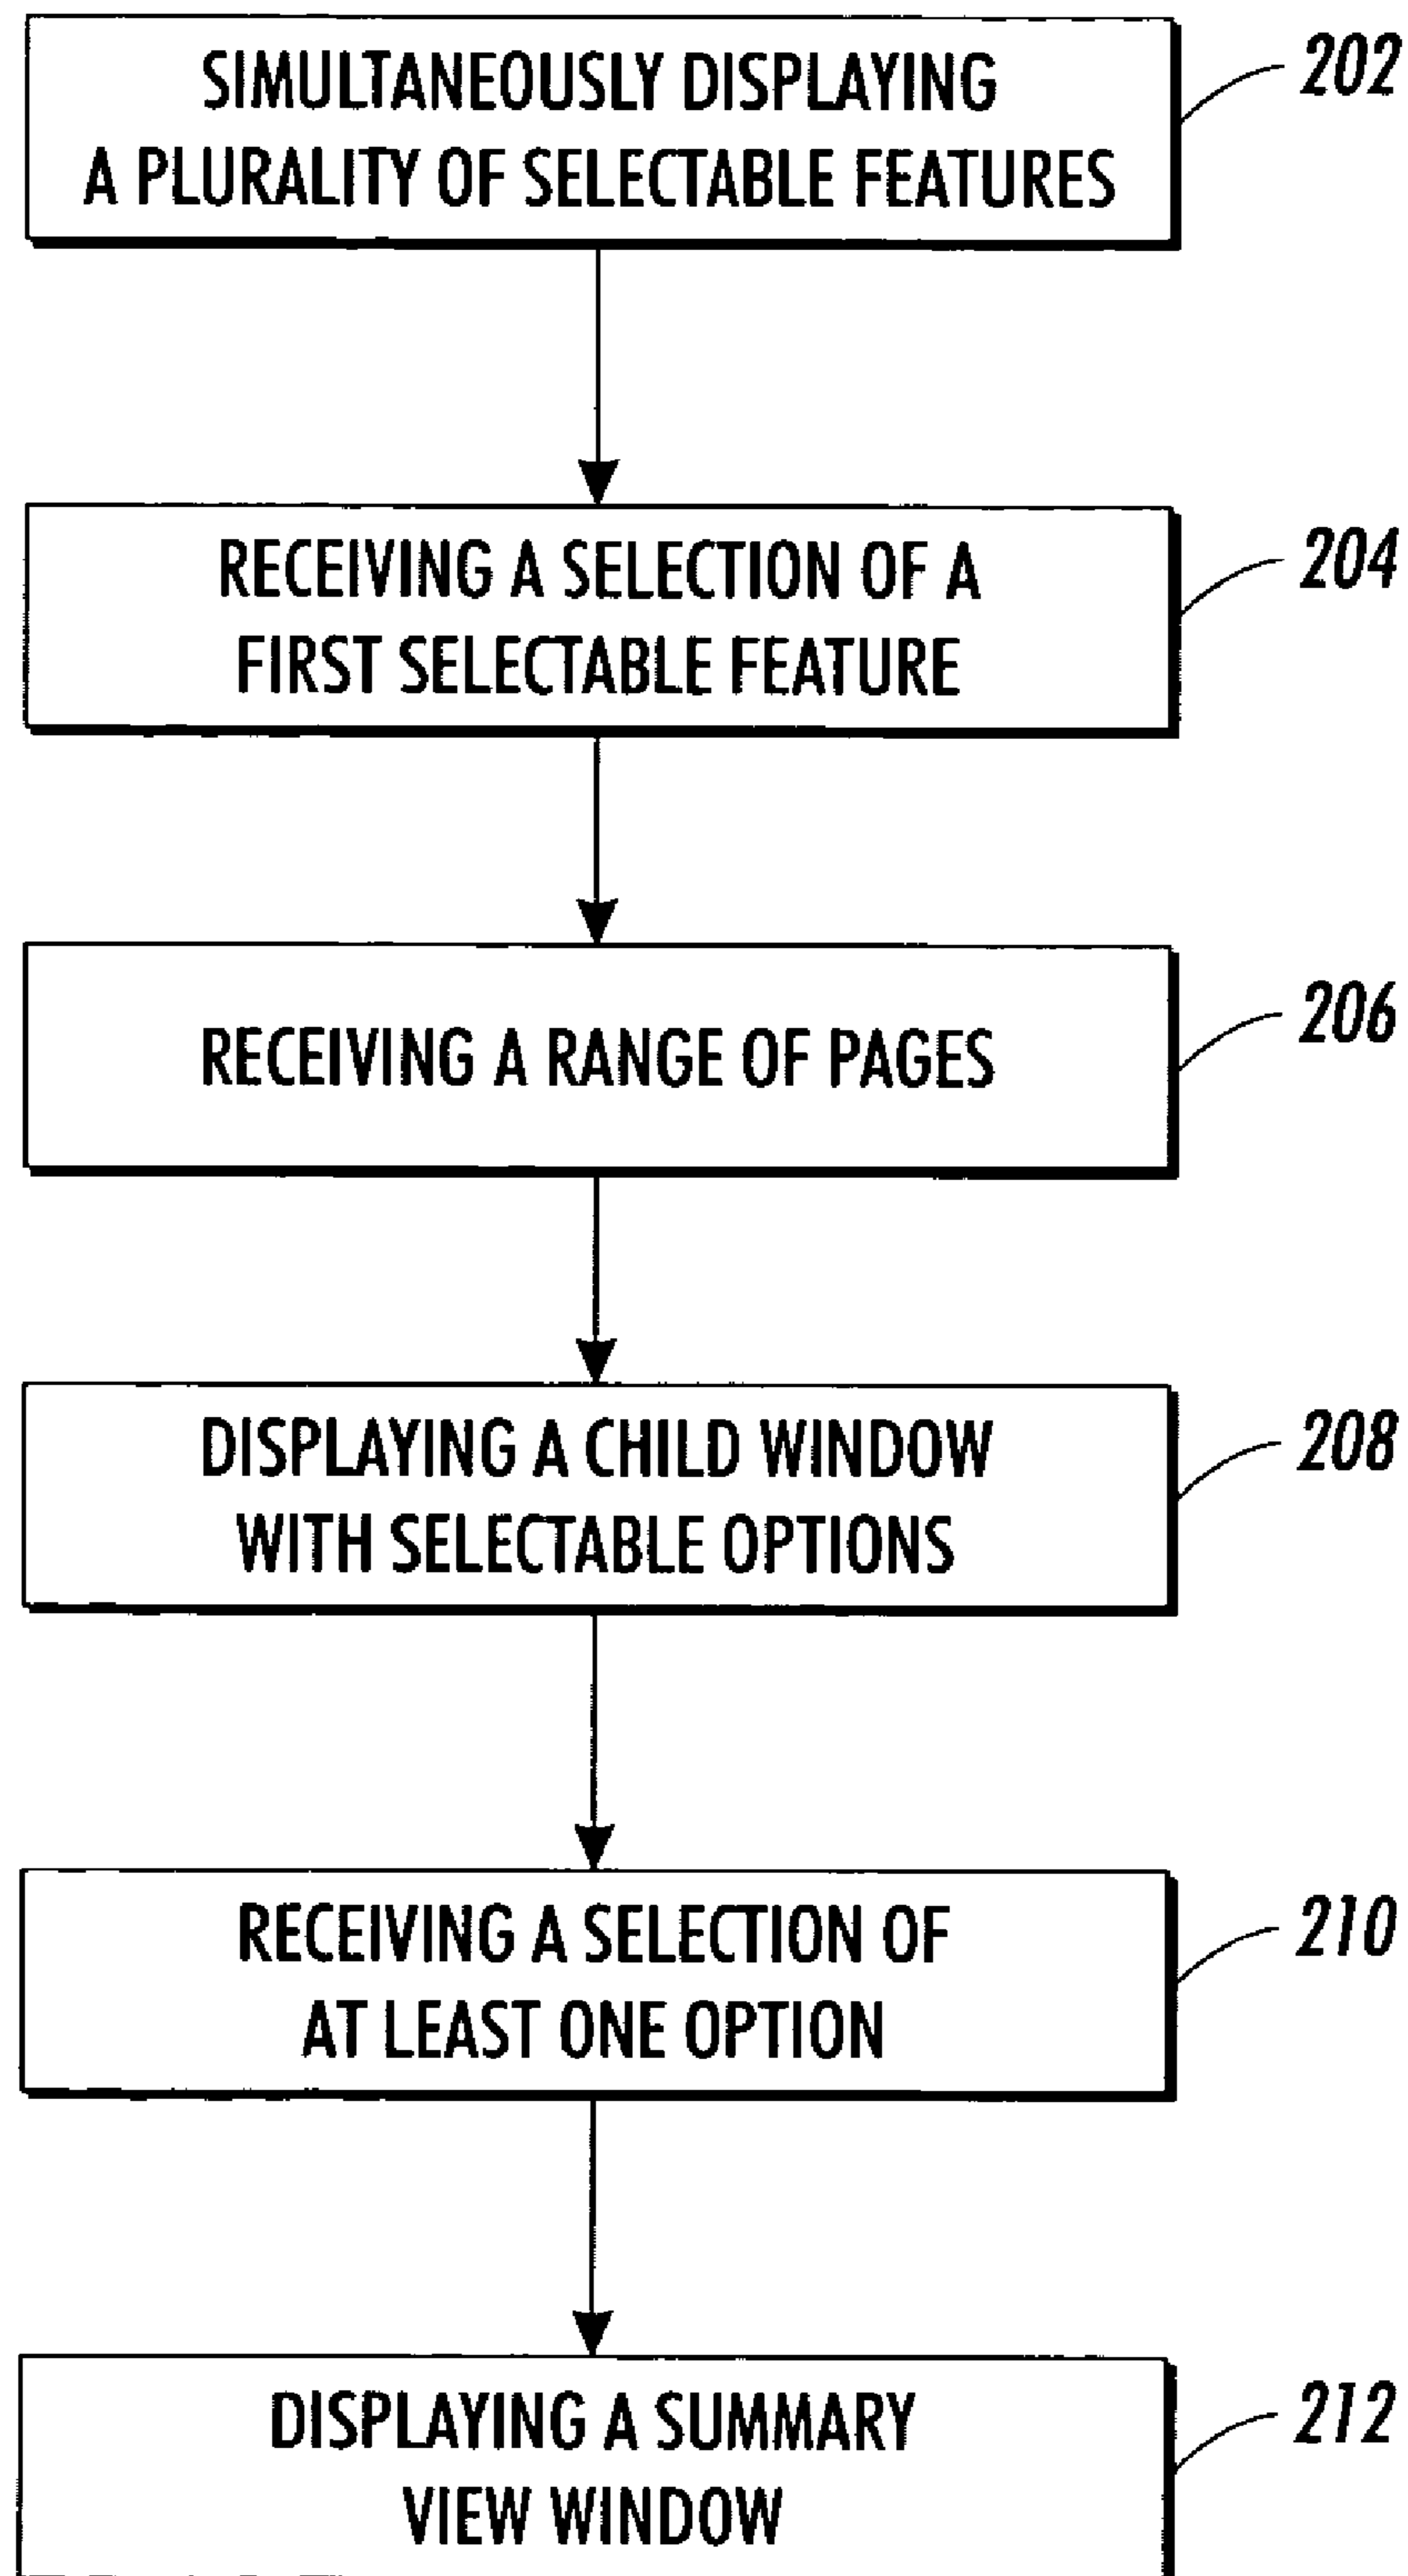 SIMULTANEOUSLY DISPLAYING
A PLURALITY OF SELECTABLE FEATURES
202
RECEIVING A SELECTION OF A
FIRST SELECTABLE FEATURE
204
RECEIVING A RANGE OF PAGES
206
DISPLAYING A CHILD WINDOW
WITH SELECTABLE OPTIONS
208
RECEIVING A SELECTION OF
AT LEAST ONE OPTION
210
DISPLAYING A SUMMARY
VIEW WINDOW
212